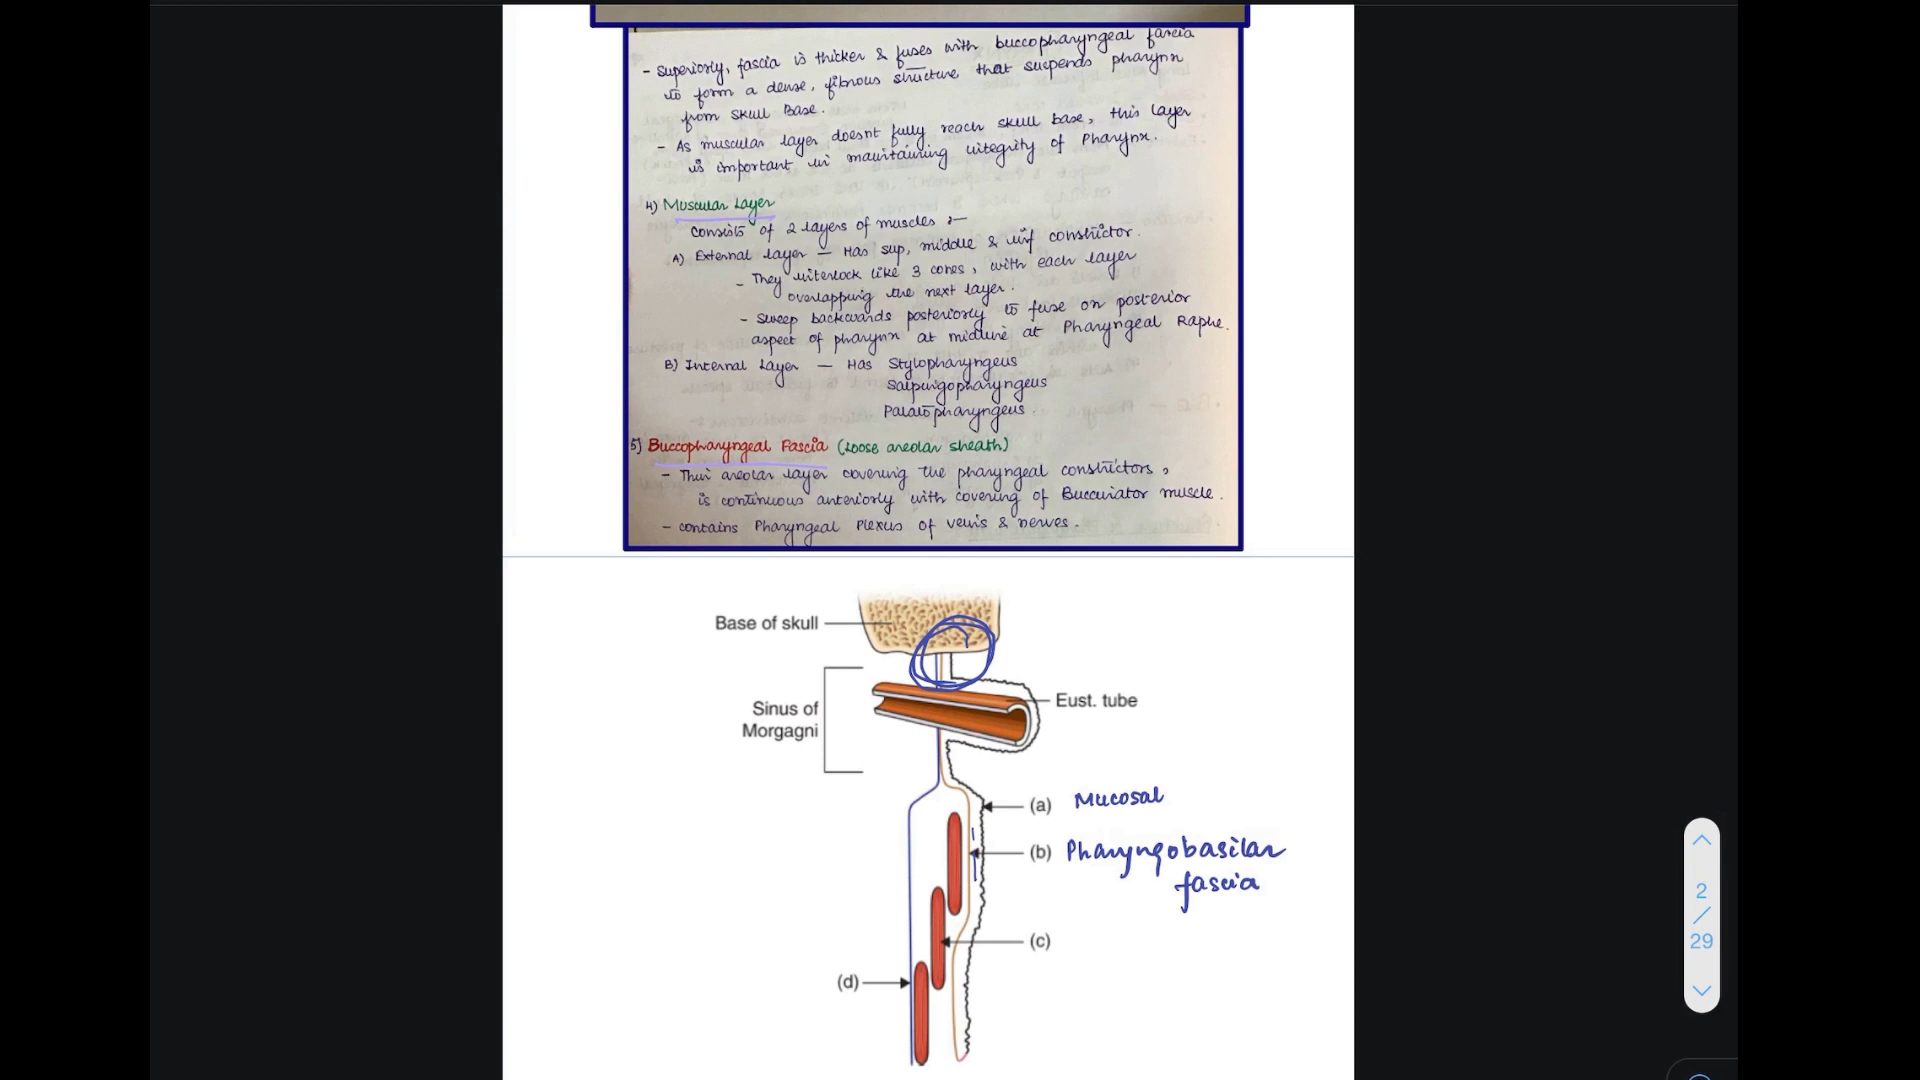 - Superiorly, fascia is thicker & fuses with buccopharyngeal fascia
to form a dense, fibrous structure that suspends pharynx
from skull Base.
- As muscular layer doesnt fully reach skull base, this layer
is important in maintaining integrity of Pharynx.
4) Muscular Layer
Consists of 2 layers of muscles :-
A) External layer - Has sup, middle & inf constrictor.
- They interlock like 3 cones, with each layer
overlapping the next layer.
- Sweep backwards posteriorly to fuse on posterior
aspect of pharynx at midline at Pharyngeal Raphe.
B) Internal Layer - Has Stylopharyngeus
Salpingopharyngeus
Palatopharyngeus
5) Buccopharyngeal Fascia (Loose areolar sheath)
- Thin areolar layer covering the pharyngeal constrictors,
is continuous anteriorly with covering of Buccinator muscle.
- contains Pharyngeal Plexus of veins & nerves.
Base of skull
Sinus of
Morgagni
Eust. tube
(a) Mucosal
(b) Pharyngobasilar
fascia
(c)
(d)
2
/
29